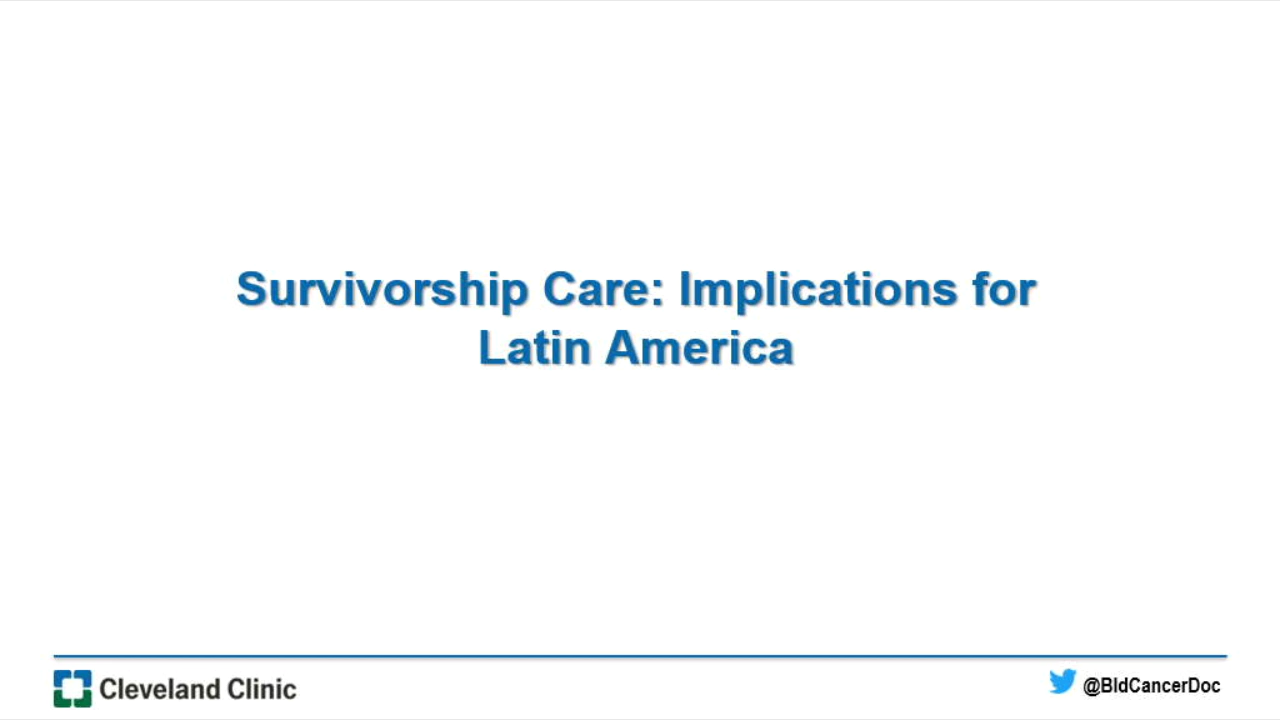 Survivorship Care: Implications for
Latin America
Cleveland Clinic
@BldCancerDoc